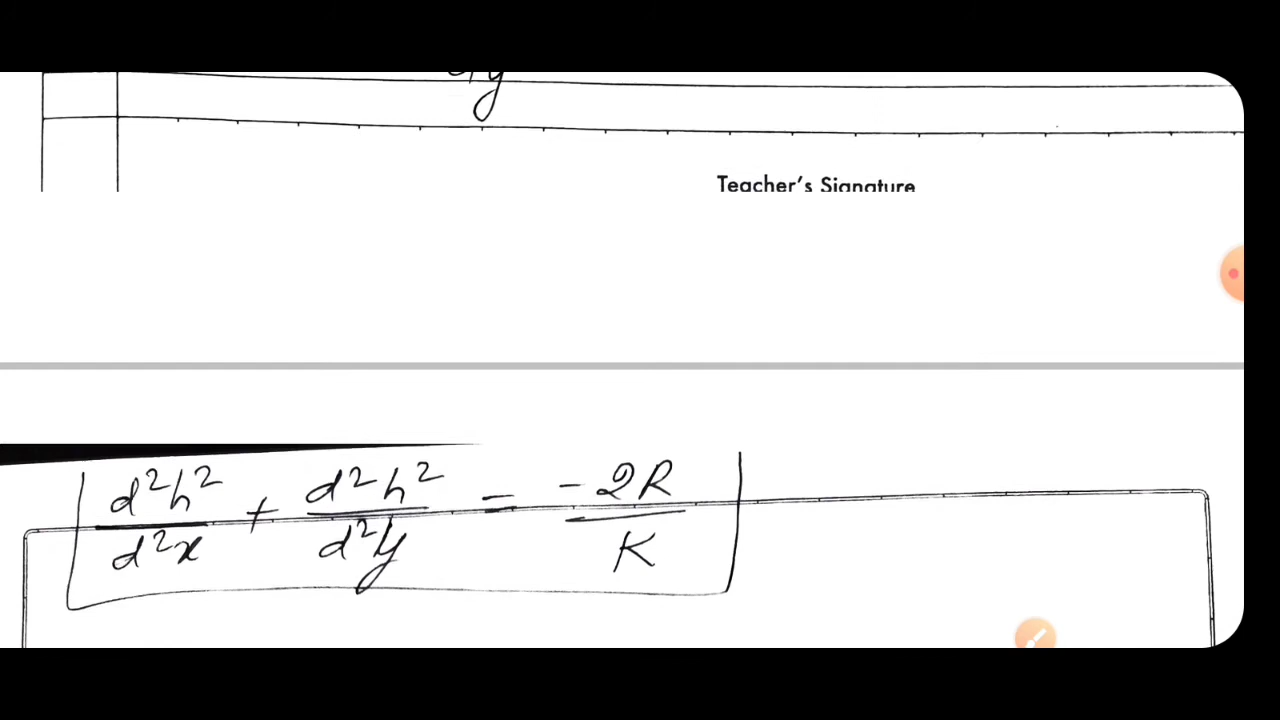 y
Teacher's Signature
d²h²/d²x + d²h²/d²y = -2R/K